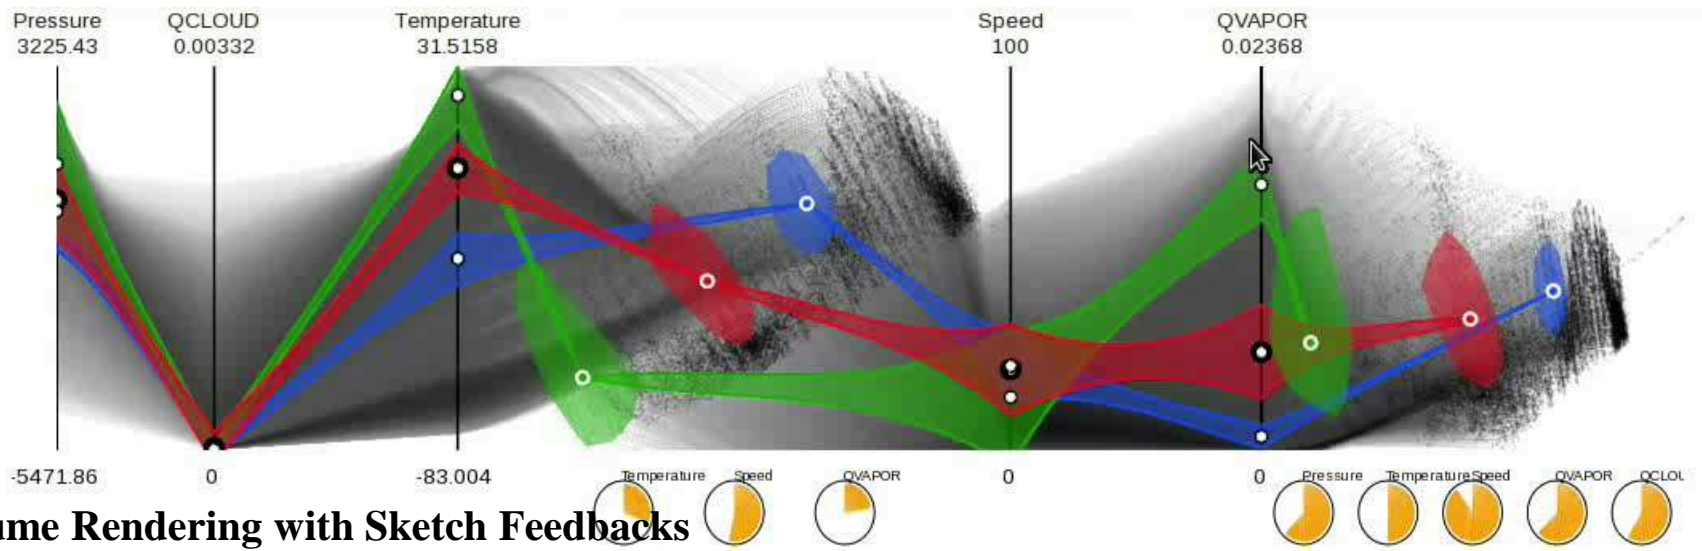 Pressure QCLOUD Temperature Speed QVAPOR
3225.43 0.00332 31.5158 100 0.02368
-5471.86 0 -83.004 Temperature Speed QVAPOR 0 0 Pressure Temperature Speed QVAPOR QCLOU
ume Rendering with Sketch Feedbacks